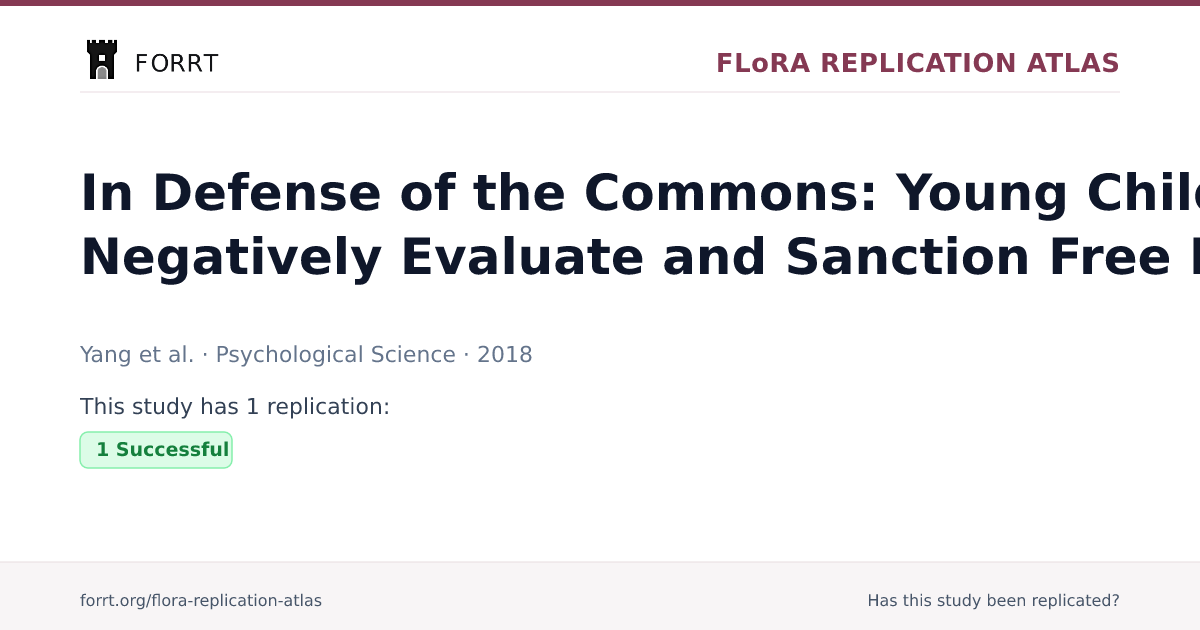 FORRT
FLoRA REPLICATION ATLAS
In Defense of the Commons: Young
Negatively Evaluate and Sanction Free
Yang et al. · Psychological Science · 2018
This study has 1 replication:
1 Successful
forrt.org/flora-replication-atlas
Has this study been replicated?